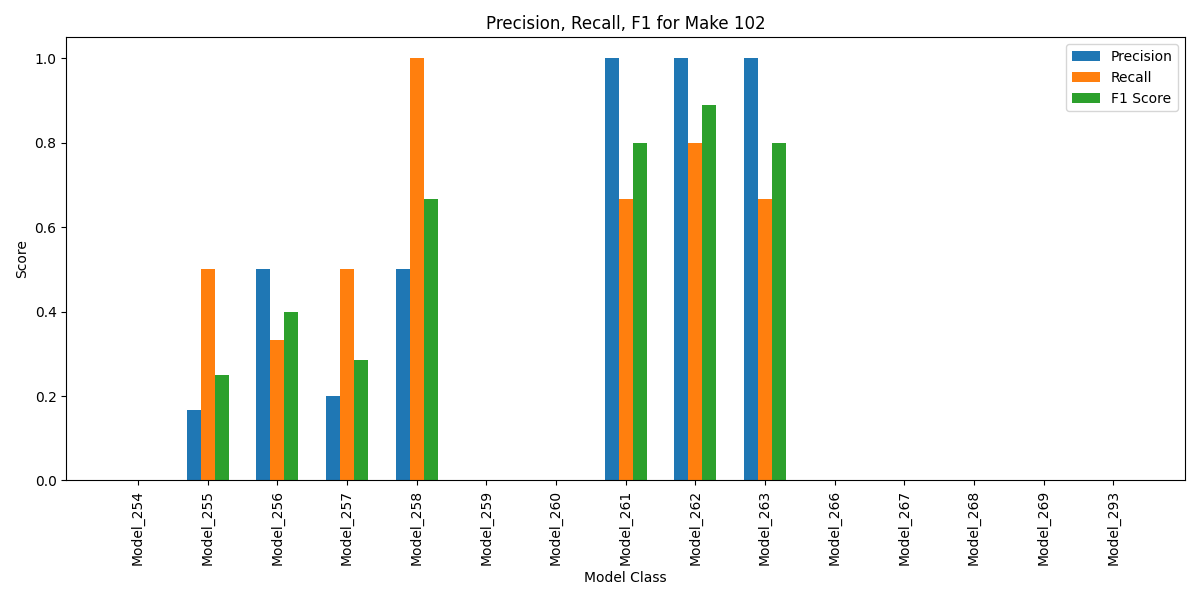 Precision, Recall, F1 for Make 102
Precision
Recall
F1 Score
Score
1.0
0.8
0.6
0.4
0.2
0.0
Model_254
Model_255
Model_256
Model_257
Model_258
Model_259
Model_260
Model_261
Model_262
Model_263
Model_266
Model_267
Model_268
Model_269
Model_293
Model Class